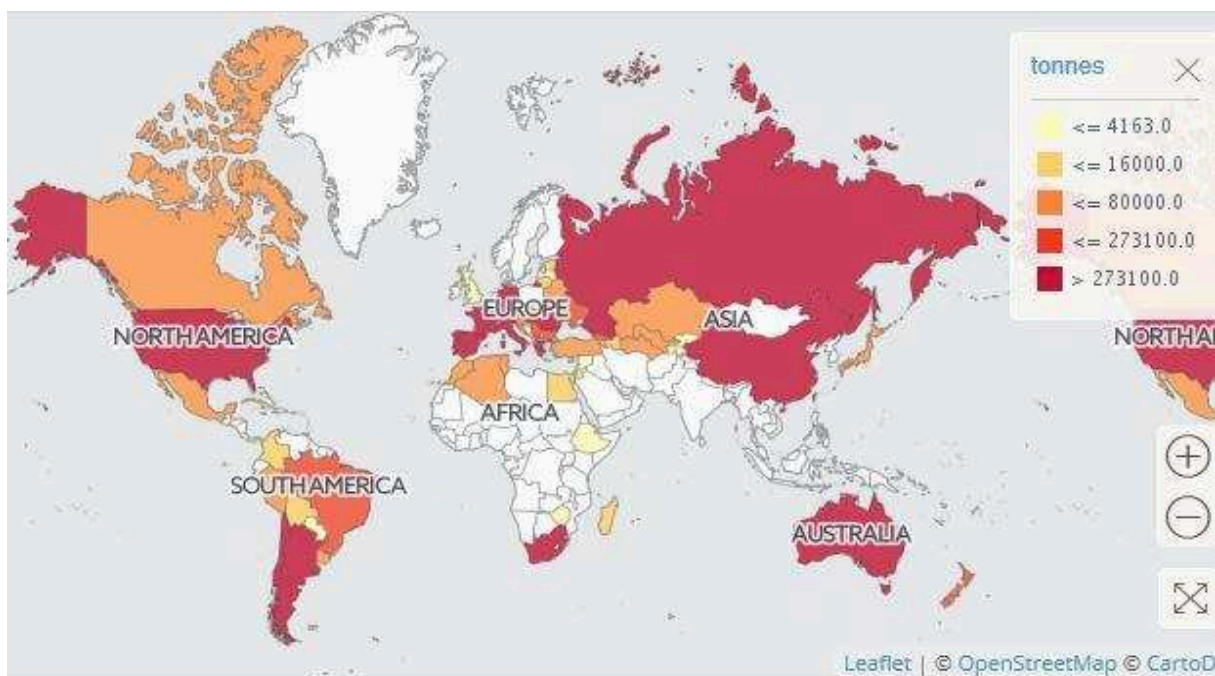 tonnes
<= 4163.0
<= 16000.0
<= 80000.0
<= 273100.0
> 273100.0
EUROPE
ASIA
NORTH AMERICA
NORTH A
AFRICA
SOUTH AMERICA
AUSTRALIA
Leaflet | © OpenStreetMap © CartoD